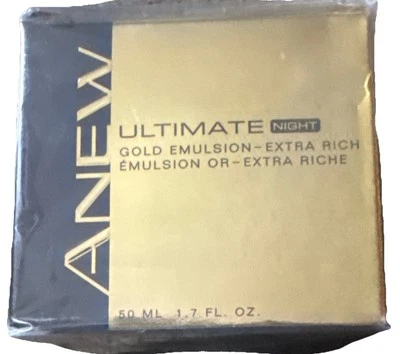 ANEW
ULTIMATE NIGHT
GOLD EMULSION-EXTRA RICH
ÉMULSION OR-EXTRA RICHE
50 ML 1.7 FL. OZ.